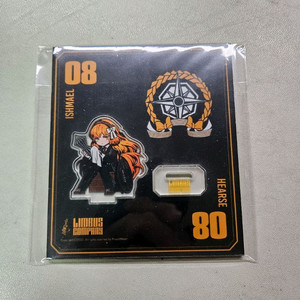 08
ISHMAEL
HEARSE
LIMBUS
COMPANY
80